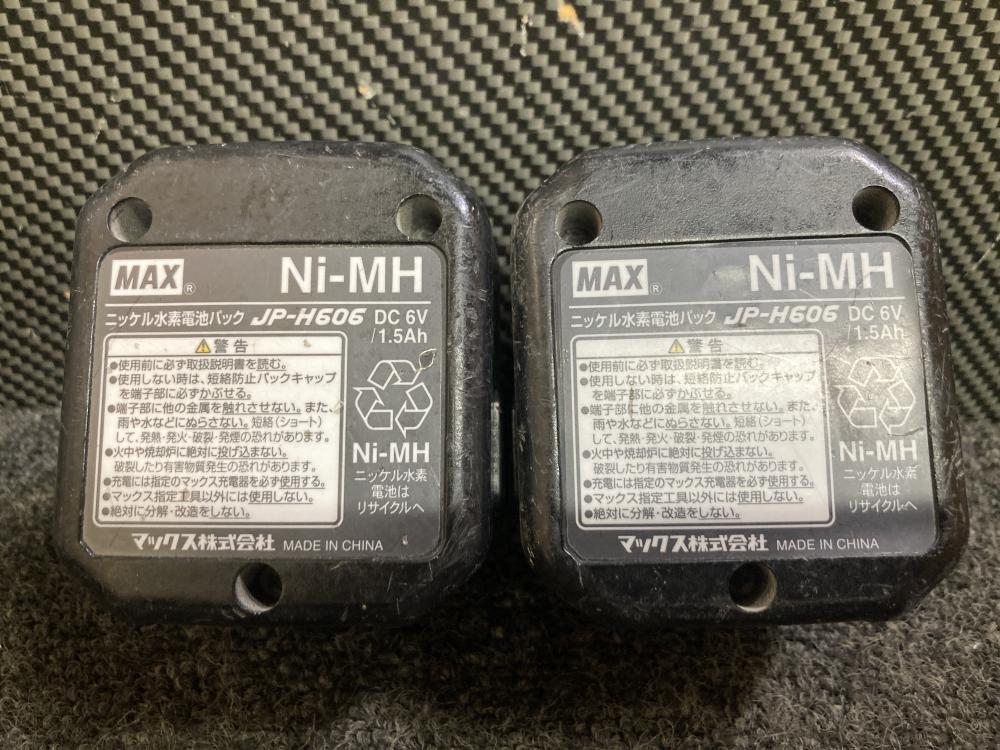 MAX® Ni-MH
ニッケル水素電池パック JP-H606 DC 6V
/1.5Ah
⚠警告
●使用前に必ず取扱説明書を読む。
●使用しない時は、短絡防止パックキャップ
を端子部に必ずかぶせる。
●端子部に他の金属を触れさせない。また、
雨や水などにぬらさない。短絡(ショート)
して、発熱・発火・破裂・発煙の恐れがあります。
●火中や焼却炉に絶対に投げ込まない。
破裂したり有害物質発生の恐れがあります。
●充電には指定のマックス充電器を必ず使用する。
●マックス指定工具以外には使用しない。
●絶対に分解・改造をしない。
Ni-MH
ニッケル水素
電池は
リサイクルへ
マックス株式会社 MADE IN CHINA
MAX® Ni-MH
ニッケル水素電池パック JP-H606 DC 6V
/1.5Ah
⚠警告
●使用前に必ず取扱説明書を読む。
●使用しない時は、短絡防止パックキャップ
を端子部に必ずかぶせる。
●端子部に他の金属を触れさせない。また、
雨や水などにぬらさない。短絡(ショート)
して、発熱・発火・破裂・発煙の恐れがあります。
●火中や焼却炉に絶対に投げ込まない。
破裂したり有害物質発生の恐れがあります。
●充電には指定のマックス充電器を必ず使用する。
●マックス指定工具以外には使用しない。
●絶対に分解・改造をしない。
Ni-MH
ニッケル水素
電池は
リサイクルへ
マックス株式会社 MADE IN CHINA